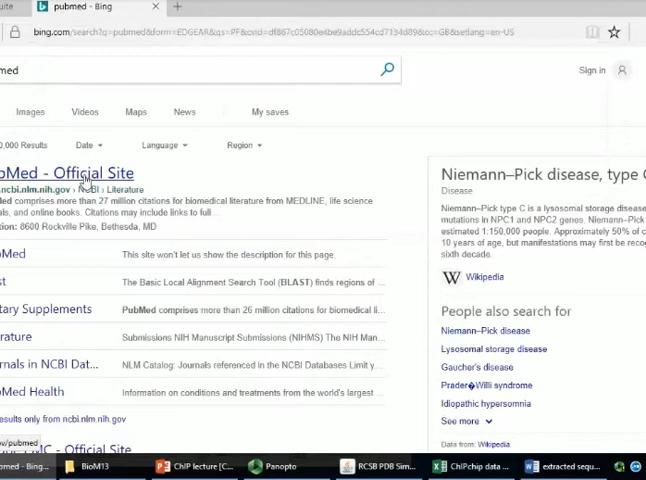 uite
pubmed - Bing
bing.com/search?q=pubmed&form=EDGEAR&qs=PF&cvid=df867c05080e4be9addc554cd7134d89&cc=GB&setlang=en-US
med
Sign in
Images Videos Maps News My saves
0,000 Results Date Language Region
bMed - Official Site
.ncbi.nlm.nih.gov › NCBI › Literature
Med comprises more than 27 million citations for biomedical literature from MEDLINE, life science
als, and online books. Citations may include links to full ...
tion: 8600 Rockville Pike, Bethesda, MD
bMed This site won't let us show the description for this page.
st The Basic Local Alignment Search Tool (BLAST) finds regions of ...
tary Supplements PubMed comprises more than 26 million citations for biomedical li...
rature Submissions NIH Manuscript Submissions (NIHMS) The NIH Man...
rnals in NCBI Dat... NLM Catalog: Journals referenced in the NCBI Databases Limit y...
bMed Health Information on conditions and treatments from the world's largest ...
esults only from ncbi.nlm.nih.gov
ov/pubmed
MC - Official Site
Niemann–Pick disease, type C
Disease
Niemann–Pick type C is a lysosomal storage disease
mutations in NPC1 and NPC2 genes. Niemann–Pick
estimated 1:150,000 people. Approximately 50% of c
10 years of age, but manifestations may first be recog
sixth decade.
W Wikipedia
People also search for
Niemann–Pick disease
Lysosomal storage disease
Gaucher's disease
Prader�Willi syndrome
Idiopathic hypersomnia
See more
Data from: Wikipedia
med - Bing... BioM13 ChIP lecture [C... Panopto RCSB PDB Sim... ChIPchip data ... extracted sequ...